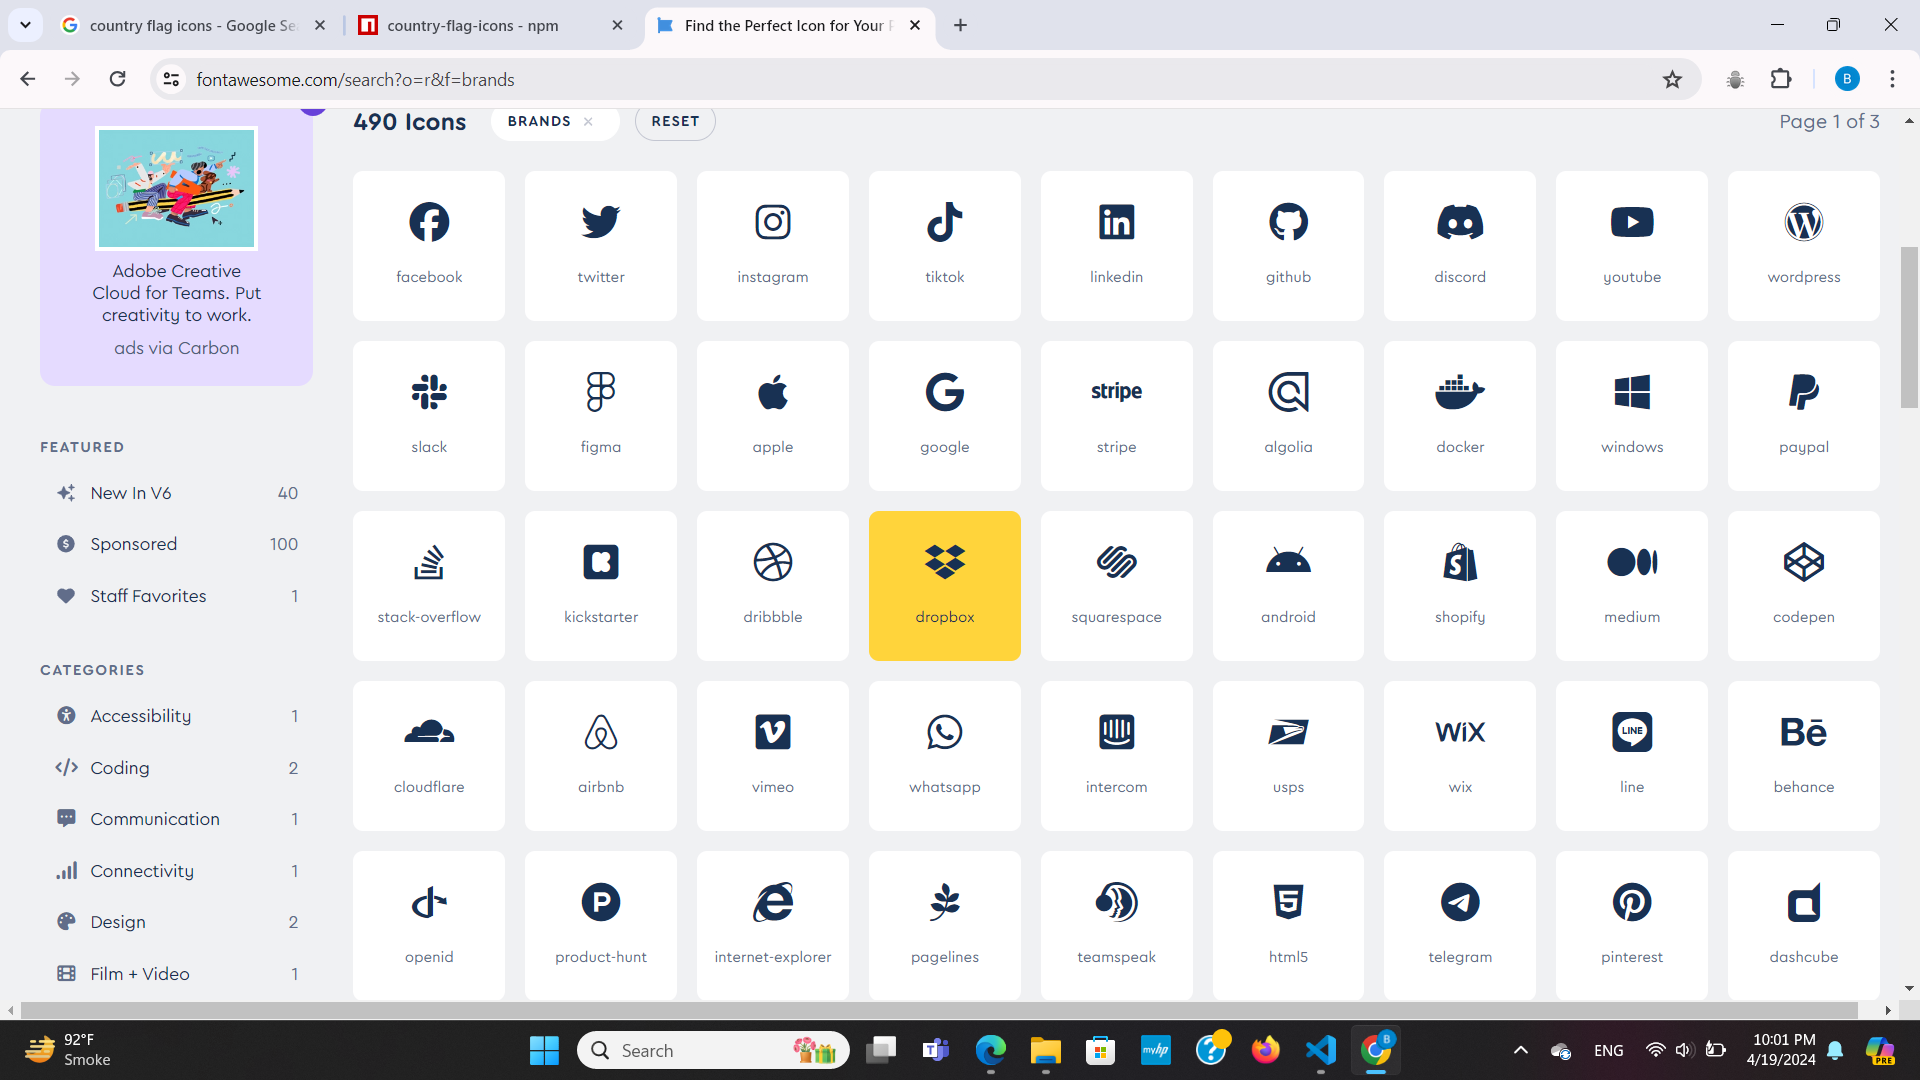 country flag icons - Google Se
country-flag-icons - npm
Find the Perfect Icon for Your P
fontawesome.com/search?o=r&f=brands
B
490 Icons
BRANDS
RESET
Page 1 of 3
Adobe Creative
Cloud for Teams. Put
creativity to work.
ads via Carbon
FEATURED
New In V6 40
Sponsored 100
Staff Favorites 1
CATEGORIES
Accessibility 1
Coding 2
Communication 1
Connectivity 1
Design 2
Film + Video 1
facebook twitter instagram tiktok linkedin github discord youtube wordpress
stripe
slack figma apple google stripe algolia docker windows paypal
stack-overflow kickstarter dribbble dropbox squarespace android shopify medium codepen
WiX LINE Bē
cloudflare airbnb vimeo whatsapp intercom usps wix line behance
openid product-hunt internet-explorer pagelines teamspeak html5 telegram pinterest dashcube
92°F
Smoke
Search
myhp
B
ENG
10:01 PM
4/19/2024
PRE